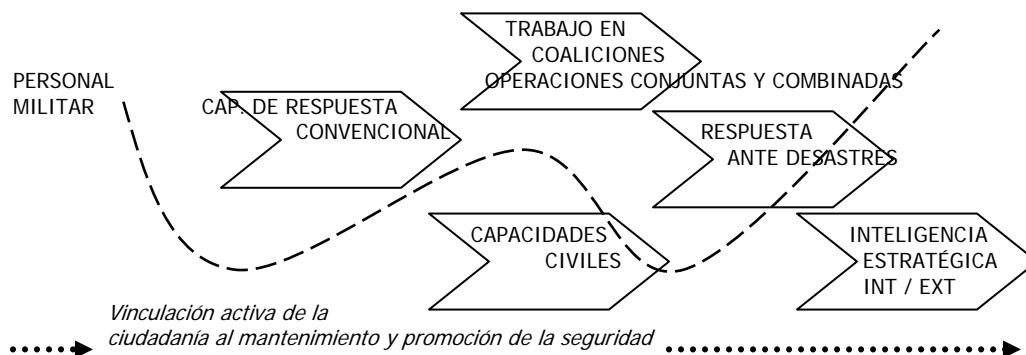 PERSONAL
MILITAR
CAP. DE RESPUESTA
CONVENCIONAL
TRABAJO EN
COALICIONES
OPERACIONES CONJUNTAS Y COMBINADAS
RESPUESTA
ANTE DESASTRES
CAPACIDADES
CIVILES
INTELIGENCIA
ESTRATÉGICA
INT / EXT
Vinculación activa de la
ciudadanía al mantenimiento y promoción de la seguridad